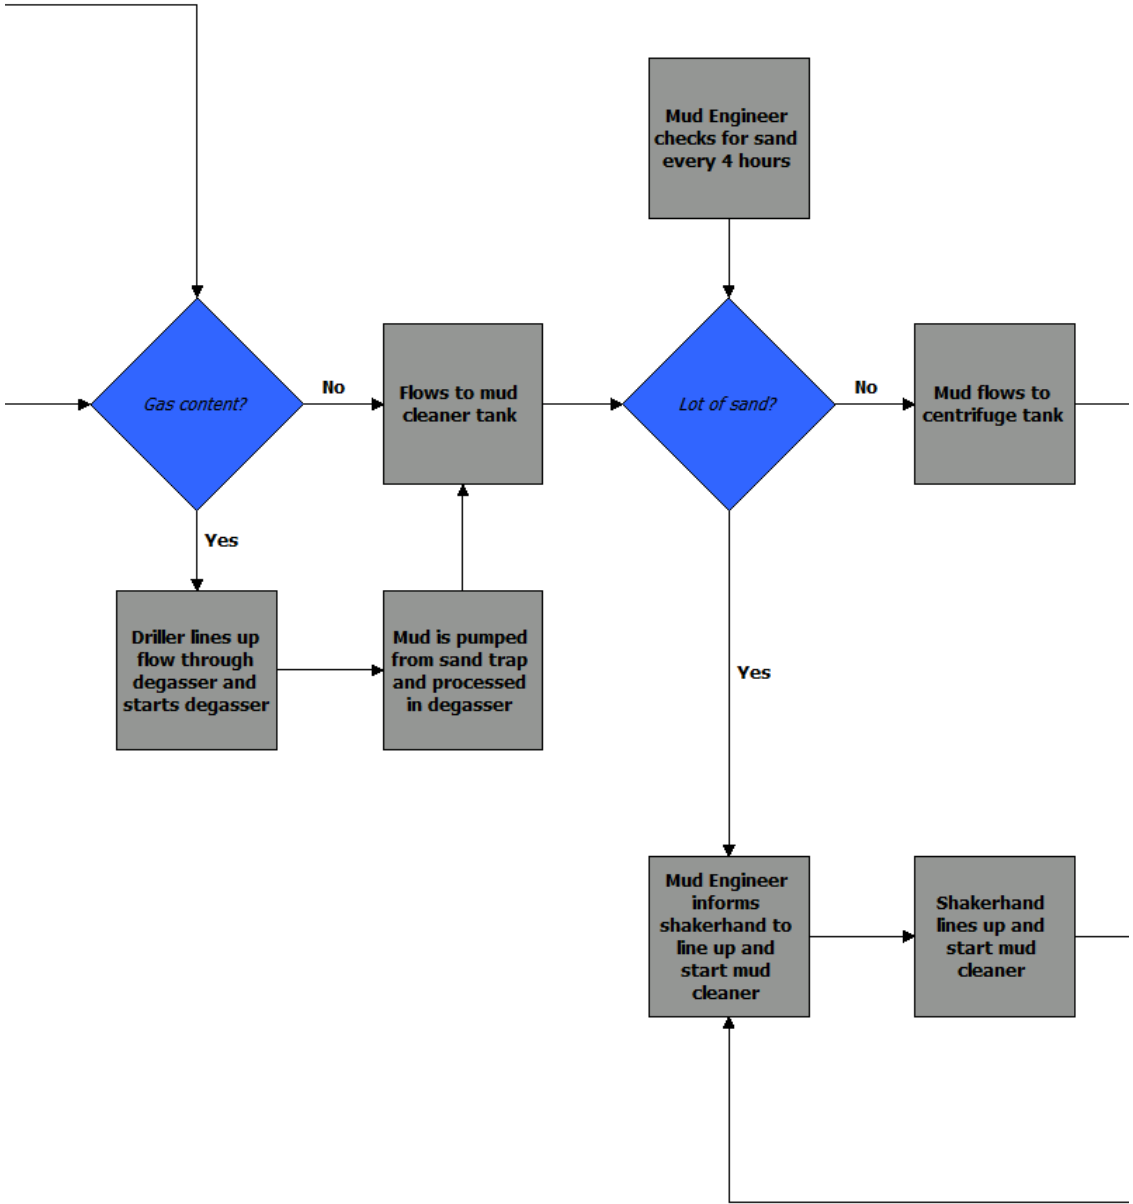 Mud Engineer
checks for sand
every 4 hours
Gas content?
No
Flows to mud
cleaner tank
Lot of sand?
No
Mud flows to
centrifuge tank
Yes
Driller lines up
flow through
degasser and
starts degasser
Mud is pumped
from sand trap
and processed
in degasser
Yes
Mud Engineer
informs
shakerhand to
line up and
start mud
cleaner
Shakerhand
lines up and
start mud
cleaner